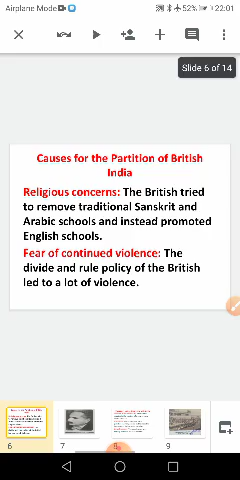 Airplane Mode
52%
22:01
Slide 6 of 14
Causes for the Partition of British
India
Religious concerns: The British tried
to remove traditional Sanskrit and
Arabic schools and instead promoted
English schools.
Fear of continued violence: The
divide and rule policy of the British
led to a lot of violence.
6
7
8
9